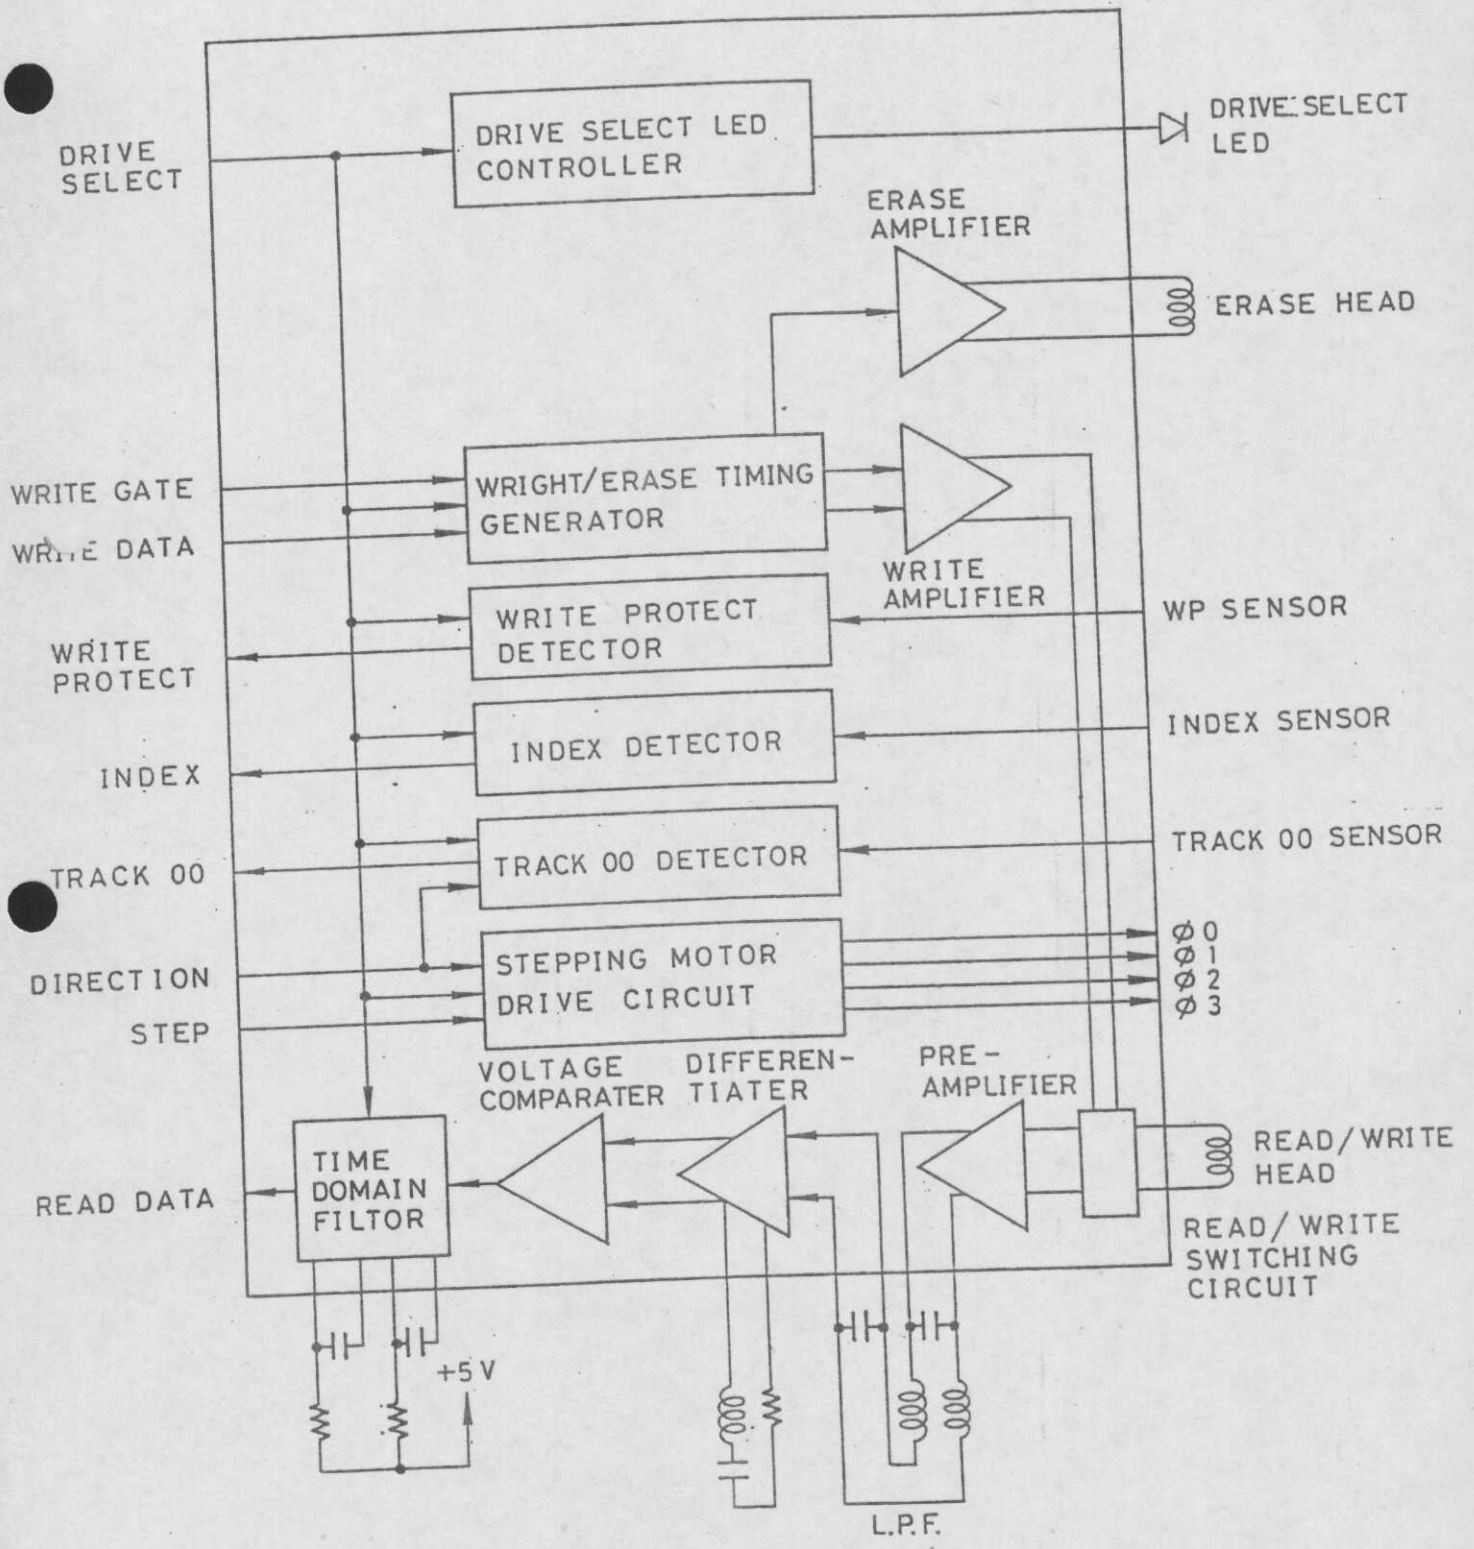 DRIVE SELECT LED
CONTROLLER
DRIVE SELECT
LED
DRIVE
SELECT
ERASE
AMPLIFIER
ERASE HEAD
WRITE GATE
WRITE DATA
WRIGHT/ERASE TIMING
GENERATOR
WRITE
AMPLIFIER
WRITE PROTECT
DETECTOR
WP SENSOR
WRITE
PROTECT
INDEX DETECTOR
INDEX SENSOR
INDEX
TRACK 00 DETECTOR
TRACK 00 SENSOR
TRACK 00
DIRECTION
STEP
STEPPING MOTOR
DRIVE CIRCUIT
Ø 0
Ø 1
Ø 2
Ø 3
VOLTAGE
COMPARATER
DIFFEREN-
TIATER
PRE-
AMPLIFIER
READ DATA
TIME
DOMAIN
FILTOR
READ/WRITE
HEAD
READ/WRITE
SWITCHING
CIRCUIT
+5V
L.P.F.